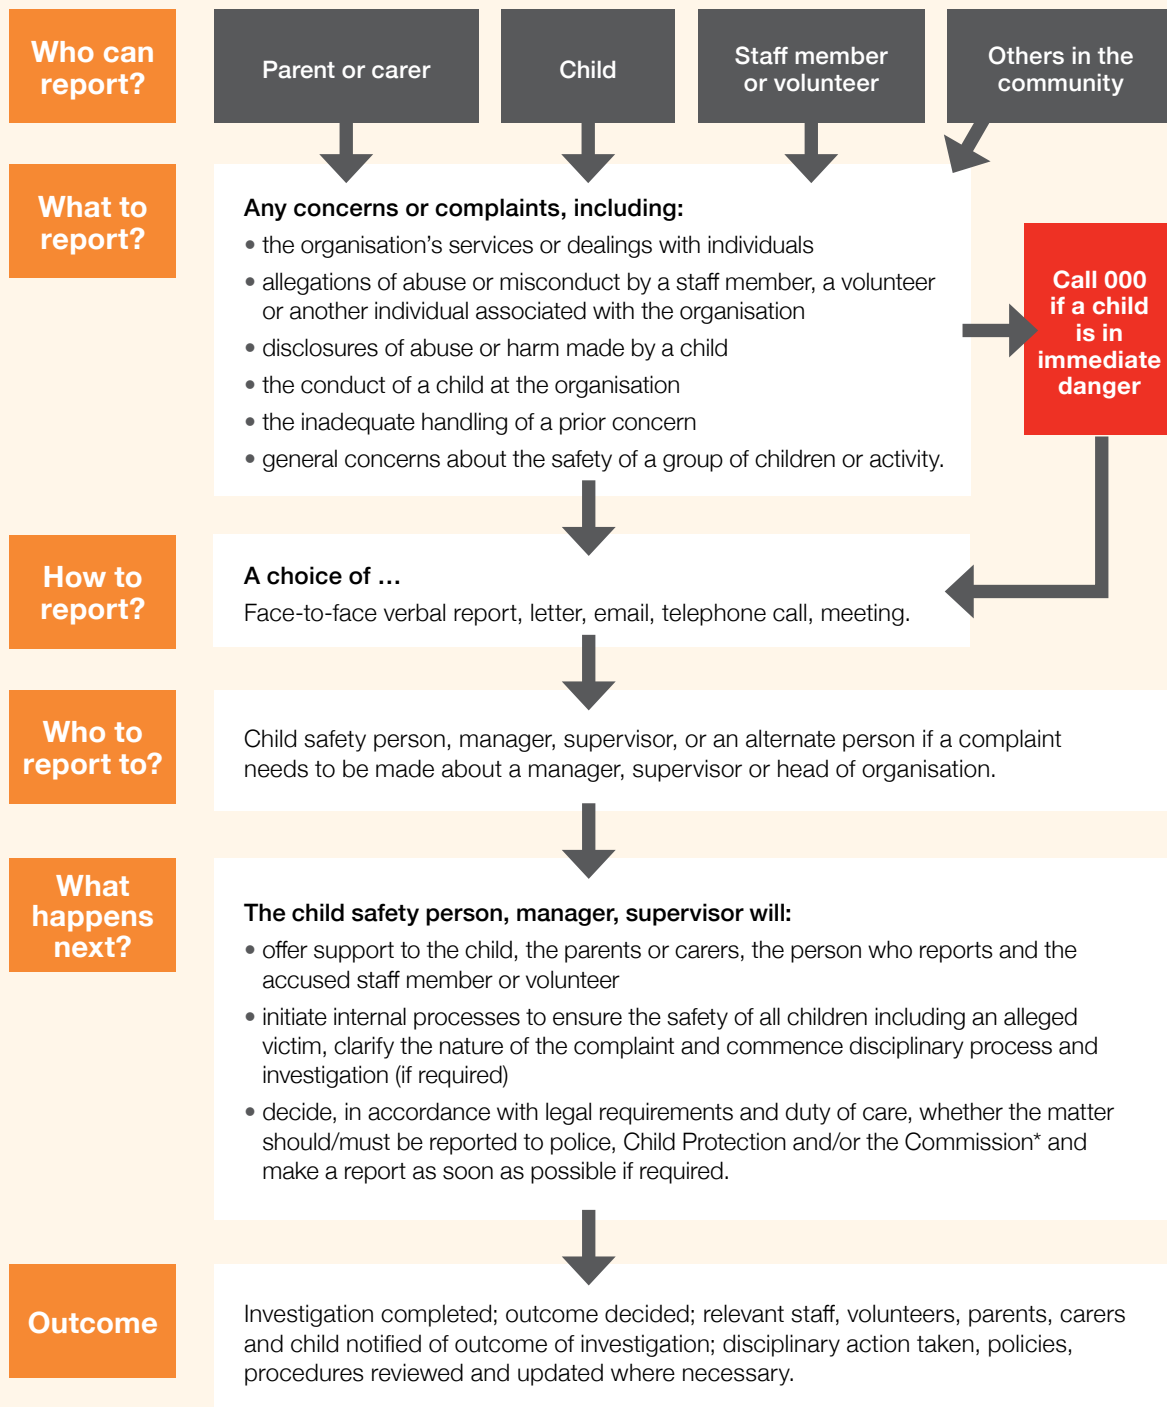 Who can
report?
Parent or carer
Child
Staff member
or volunteer
Others in the
community
What to
report?
Any concerns or complaints, including:
• the organisation’s services or dealings with individuals
• allegations of abuse or misconduct by a staff member, a volunteer
or another individual associated with the organisation
• disclosures of abuse or harm made by a child
• the conduct of a child at the organisation
• the inadequate handling of a prior concern
• general concerns about the safety of a group of children or activity.
Call 000
if a child
is in
immediate
danger
How to
report?
A choice of …
Face-to-face verbal report, letter, email, telephone call, meeting.
Who to
report to?
Child safety person, manager, supervisor, or an alternate person if a complaint
needs to be made about a manager, supervisor or head of organisation.
What
happens
next?
The child safety person, manager, supervisor will:
• offer support to the child, the parents or carers, the person who reports and the
accused staff member or volunteer
• initiate internal processes to ensure the safety of all children including an alleged
victim, clarify the nature of the complaint and commence disciplinary process and
investigation (if required)
• decide, in accordance with legal requirements and duty of care, whether the matter
should/must be reported to police, Child Protection and/or the Commission* and
make a report as soon as possible if required.
Outcome
Investigation completed; outcome decided; relevant staff, volunteers, parents, carers
and child notified of outcome of investigation; disciplinary action taken, policies,
procedures reviewed and updated where necessary.